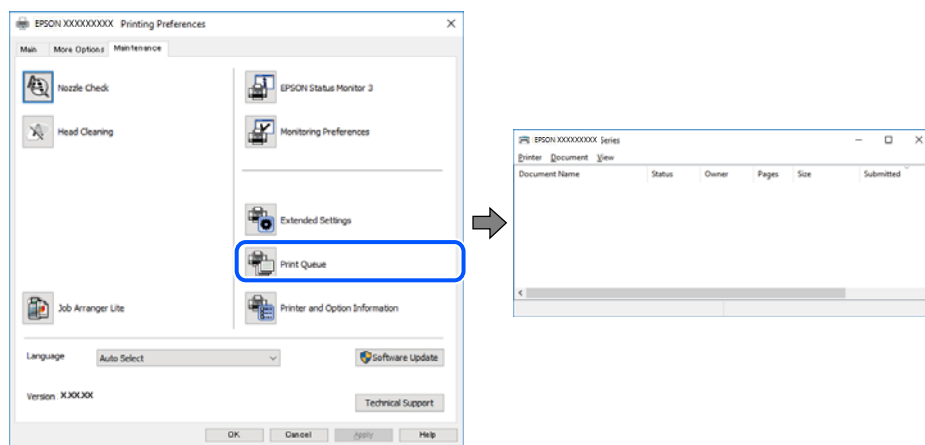 EPSON XXXXXXXXX Printing Preferences
Main More Options Maintenance
Nozzle Check
Head Cleaning
Job Arranger Lite
EPSON Status Monitor 3
Monitoring Preferences
Extended Settings
Print Queue
Printer and Option Information
Language Auto Select
Software Update
Version X.XX.XX
Technical Support
OK Cancel Apply Help
EPSON XXXXXXXXX Series
Printer Document View
Document Name Status Owner Pages Size Submitted